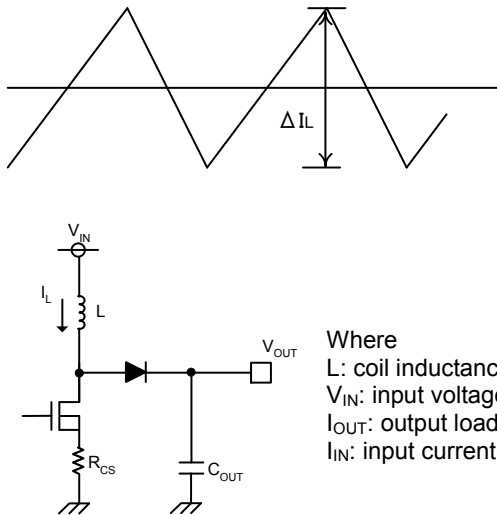 ΔIL
VIN
IL
L
VOUT
RCS
COUT
Where
L: coil inductanc
VIN: input voltage
IOUT: output load
IIN: input current